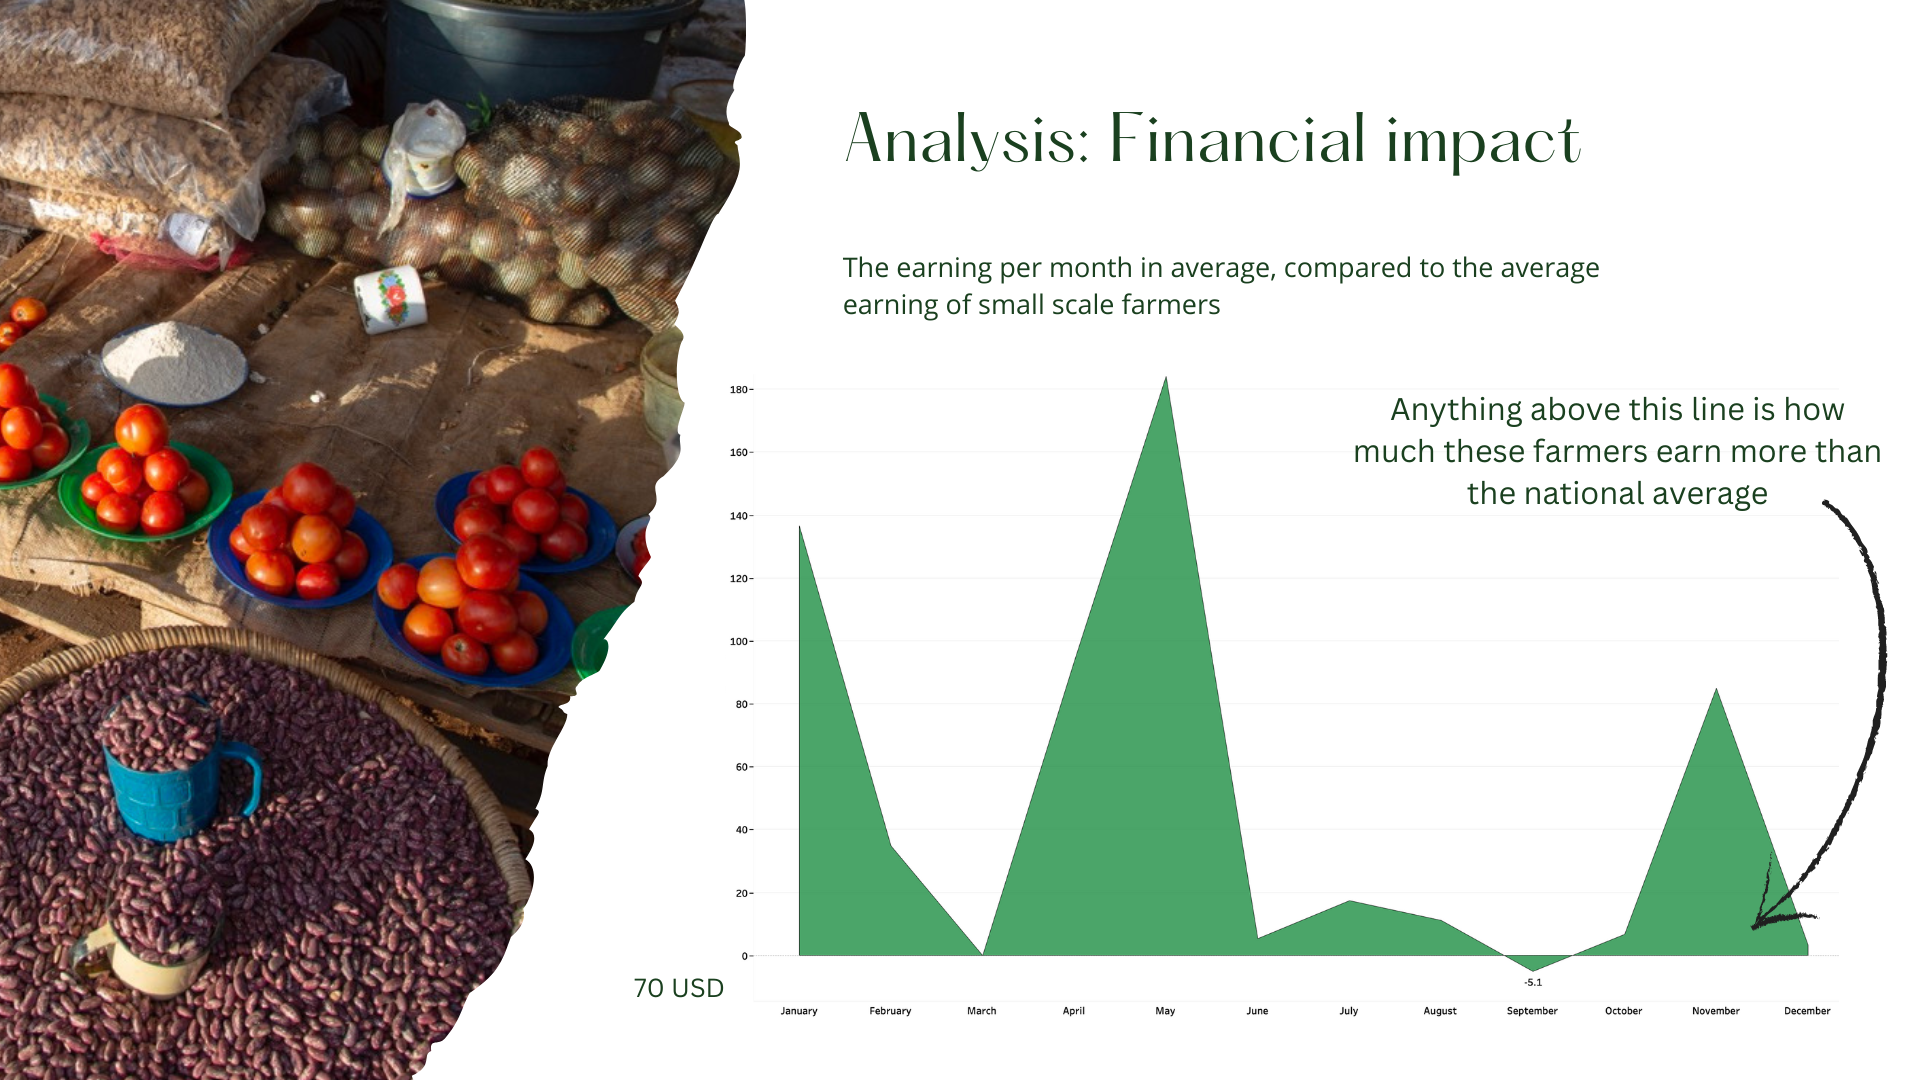 Analysis: Financial impact
The earning per month in average, compared to the average
earning of small scale farmers
Anything above this line is how
much these farmers earn more than
the national average
180
160
140
120
100
80
60
40
20
0
-5.1
70 USD
January February March April May June July August September October November December